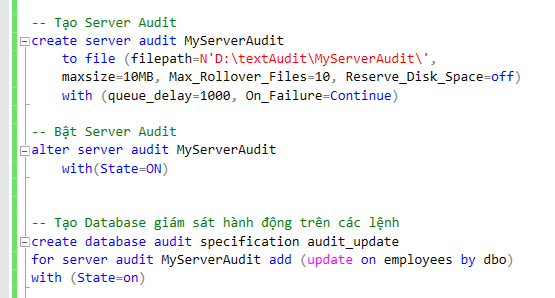 -- Tạo Server Audit
create server audit MyServerAudit
to file (filepath=N'D:\textAudit\MyServerAudit\',
maxsize=10MB, Max_Rollover_Files=10, Reserve_Disk_Space=off)
with (queue_delay=1000, On_Failure=Continue)
-- Bật Server Audit
alter server audit MyServerAudit
with(State=ON)
-- Tạo Database giám sát hành động trên các lệnh
create database audit specification audit_update
for server audit MyServerAudit add (update on employees by dbo)
with (State=on)